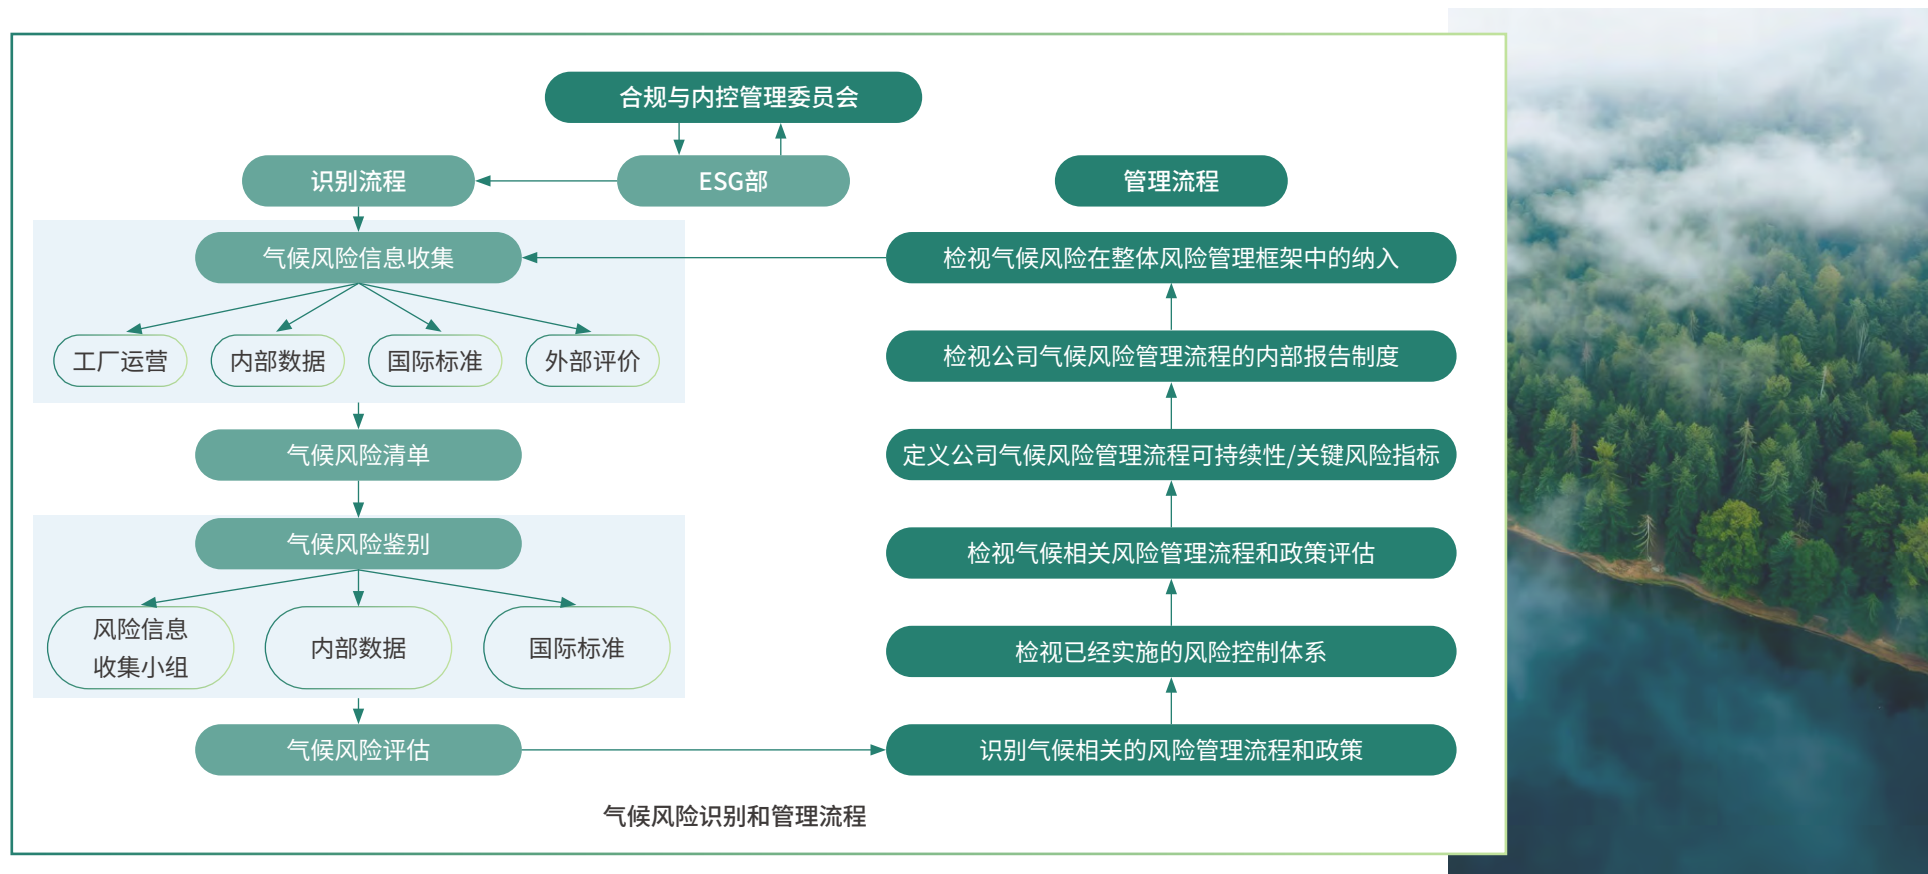 合规与内控管理委员会
识别流程
ESG部
管理流程
气候风险信息收集
检视气候风险在整体风险管理框架中的纳入
工厂运营
内部数据
国际标准
外部评价
检视公司气候风险管理流程的内部报告制度
气候风险清单
定义公司气候风险管理流程可持续性/关键风险指标
气候风险鉴别
检视气候相关风险管理流程和政策评估
风险信息
收集小组
内部数据
国际标准
检视已经实施的风险控制体系
气候风险评估
识别气候相关的风险管理流程和政策
气候风险识别和管理流程